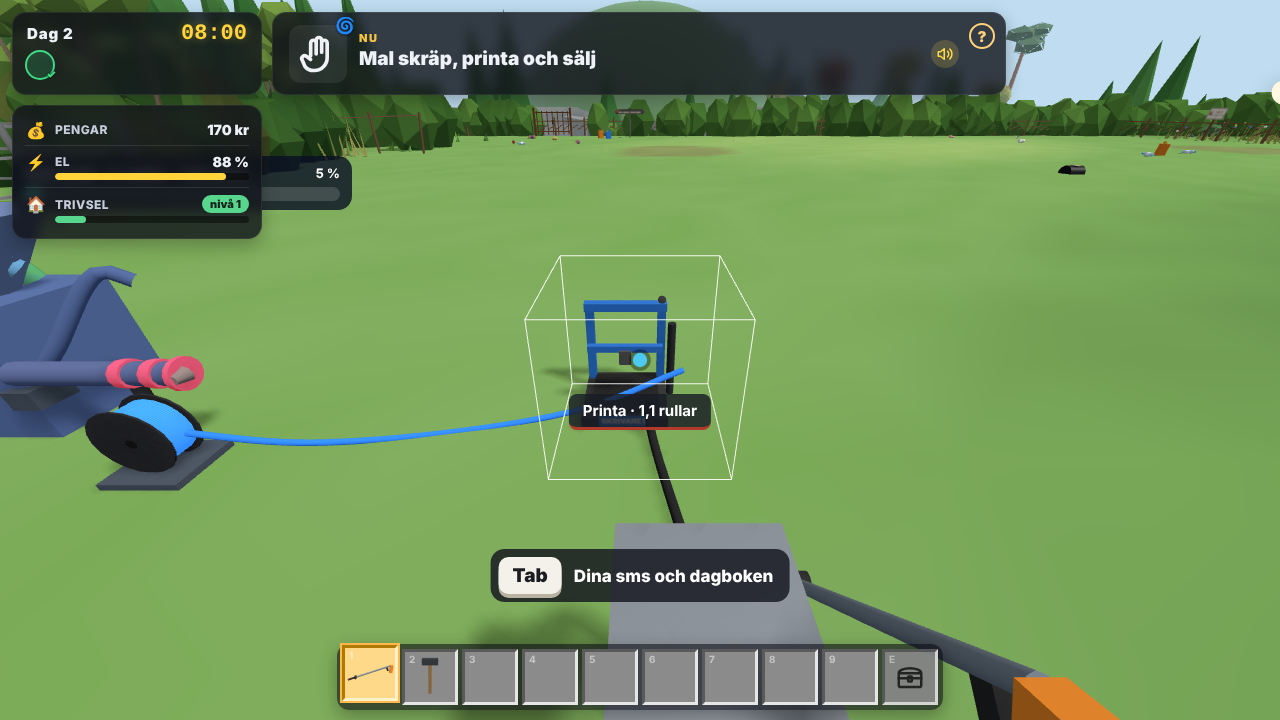 Dag 2
08:00
NU
Mal skräp, printa och sälj
?
PENGAR
170 kr
EL
88 %
5 %
TRIVSEL
nivå 1
Printa · 1,1 rullar
Tab
Dina sms och dagboken
1
2
3
4
5
6
7
8
9
E